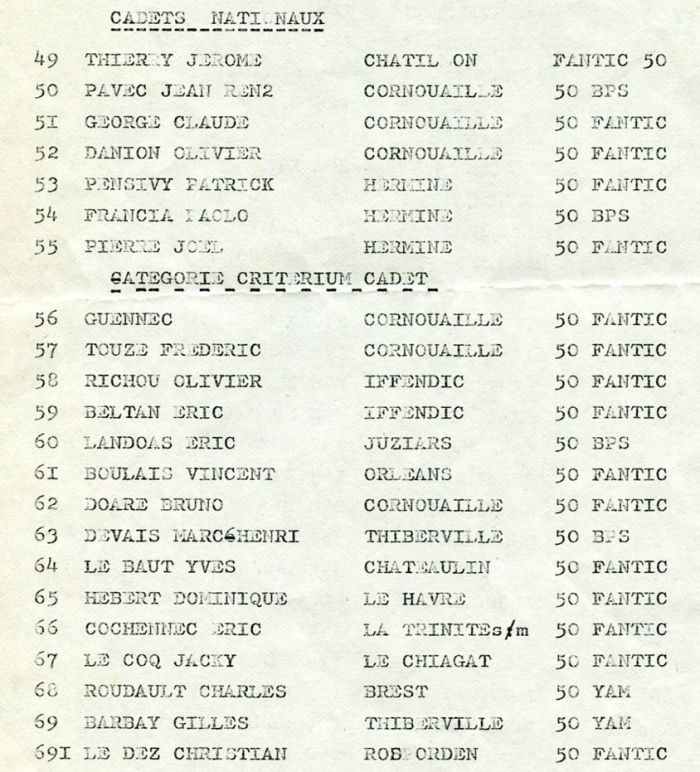 CADETS NATIONAUX
49 THIERRY JEROME CHATILLON FANTIC 50
50 PAVEC JEAN REN2 CORNOUAILLE 50 BPS
51 GEORGE CLAUDE CORNOUAILLE 50 FANTIC
52 DANION OLIVIER CORNOUAILLE 50 FANTIC
53 PENSIVY PATRICK HERMINE 50 FANTIC
54 FRANCIA PAOLO HERMINE 50 BPS
55 PIERRE JOEL HERMINE 50 FANTIC
CATEGORIE CRITERIUM CADET
56 GUENNEC CORNOUAILLE 50 FANTIC
57 TOUZE FREDERIC CORNOUAILLE 50 FANTIC
58 RICHOU OLIVIER IFFENDIC 50 FANTIC
59 BELTAN ERIC IFFENDIC 50 FANTIC
60 LANDOAS ERIC JUZIARS 50 BPS
6I BOULAIS VINCENT ORLEANS 50 FANTIC
62 DOARE BRUNO CORNOUAILLE 50 FANTIC
63 DEVAIS MARC6HENRI THIBERVILLE 50 BPS
64 LE BAUT YVES CHATEAULIN 50 FANTIC
65 HEBERT DOMINIQUE LE HAVRE 50 FANTIC
66 COCHENNEC ERIC LA TRINITEs/m 50 FANTIC
67 LE COQ JACKY LE CHIAGAT 50 FANTIC
68 ROUDAULT CHARLES BREST 50 YAM
69 BARBAY GILLES THIBERVILLE 50 YAM
69I LE DEZ CHRISTIAN ROSPORDEN 50 FANTIC